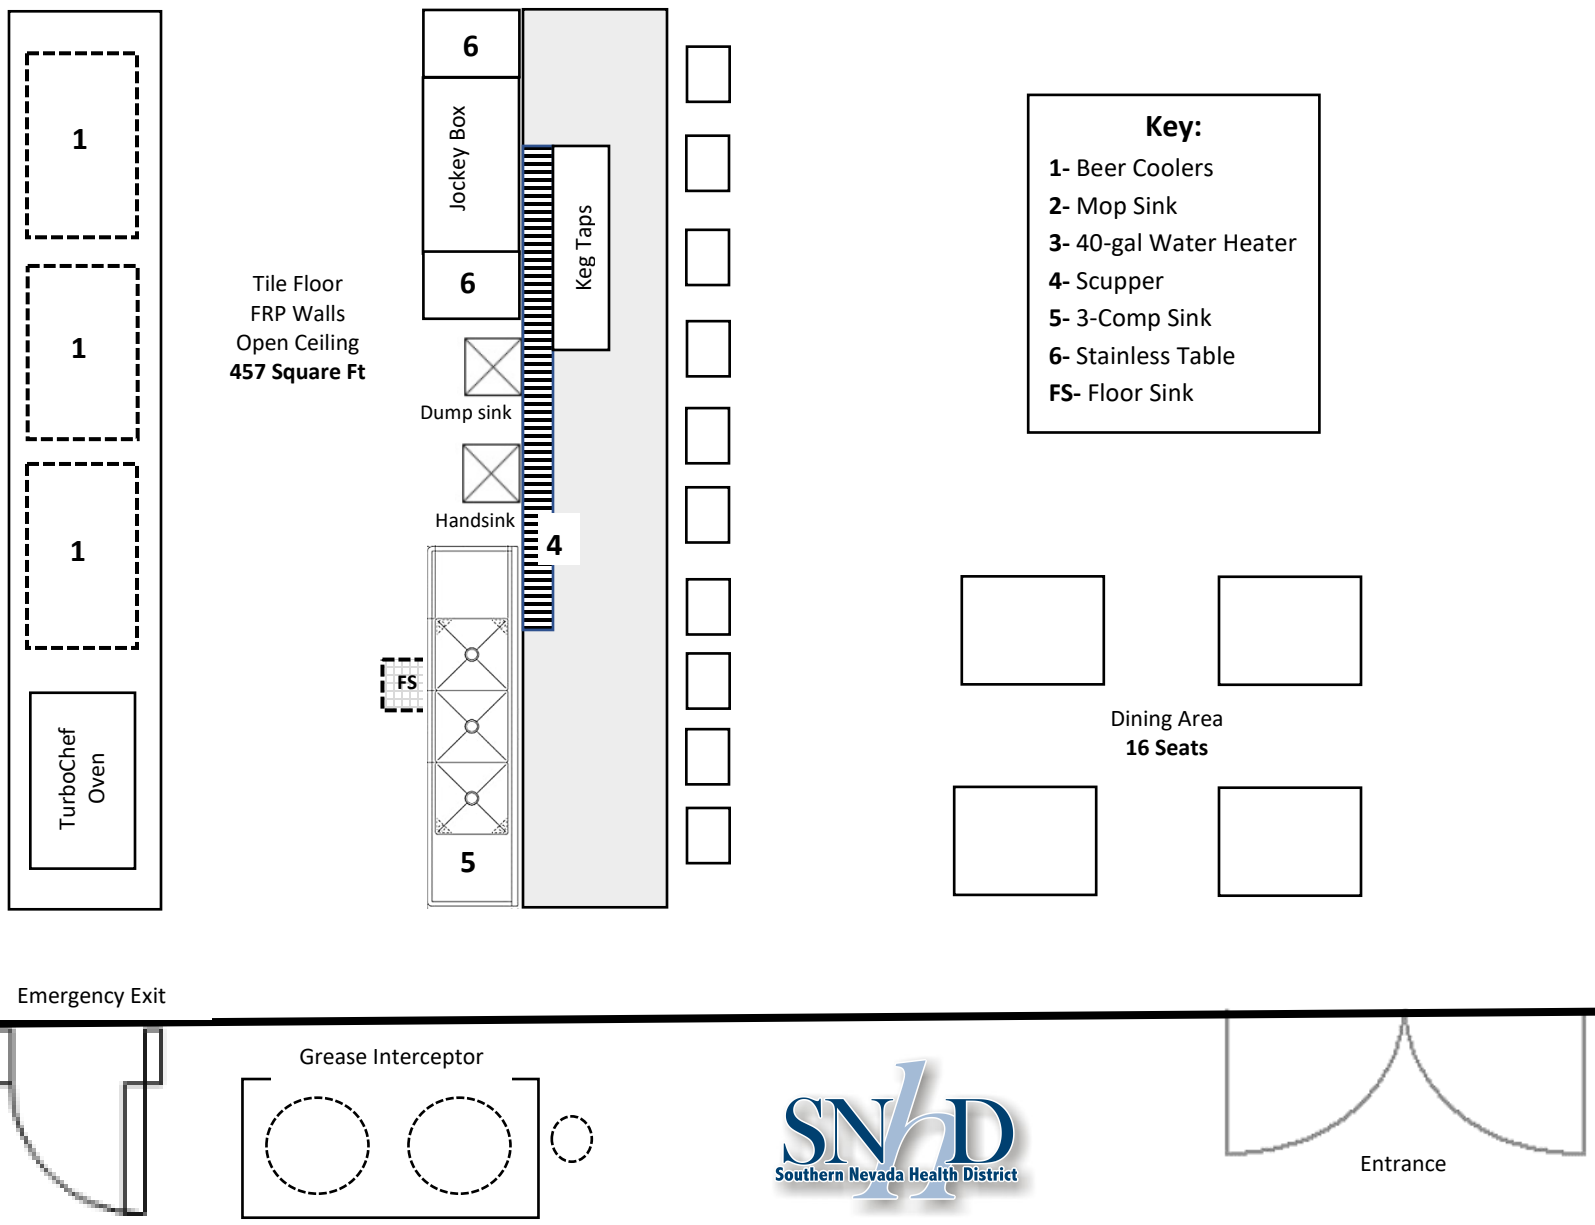 6
Jockey Box
6
1
1
1
TurboChef
Oven
Tile Floor
FRP Walls
Open Ceiling
457 Square Ft
Keg Taps
Dump sink
Handsink
4
FS
5
Key:
1- Beer Coolers
2- Mop Sink
3- 40-gal Water Heater
4- Scupper
5- 3-Comp Sink
6- Stainless Table
FS- Floor Sink
Dining Area
16 Seats
Emergency Exit
Grease Interceptor
SNhD
Southern Nevada Health District
Entrance